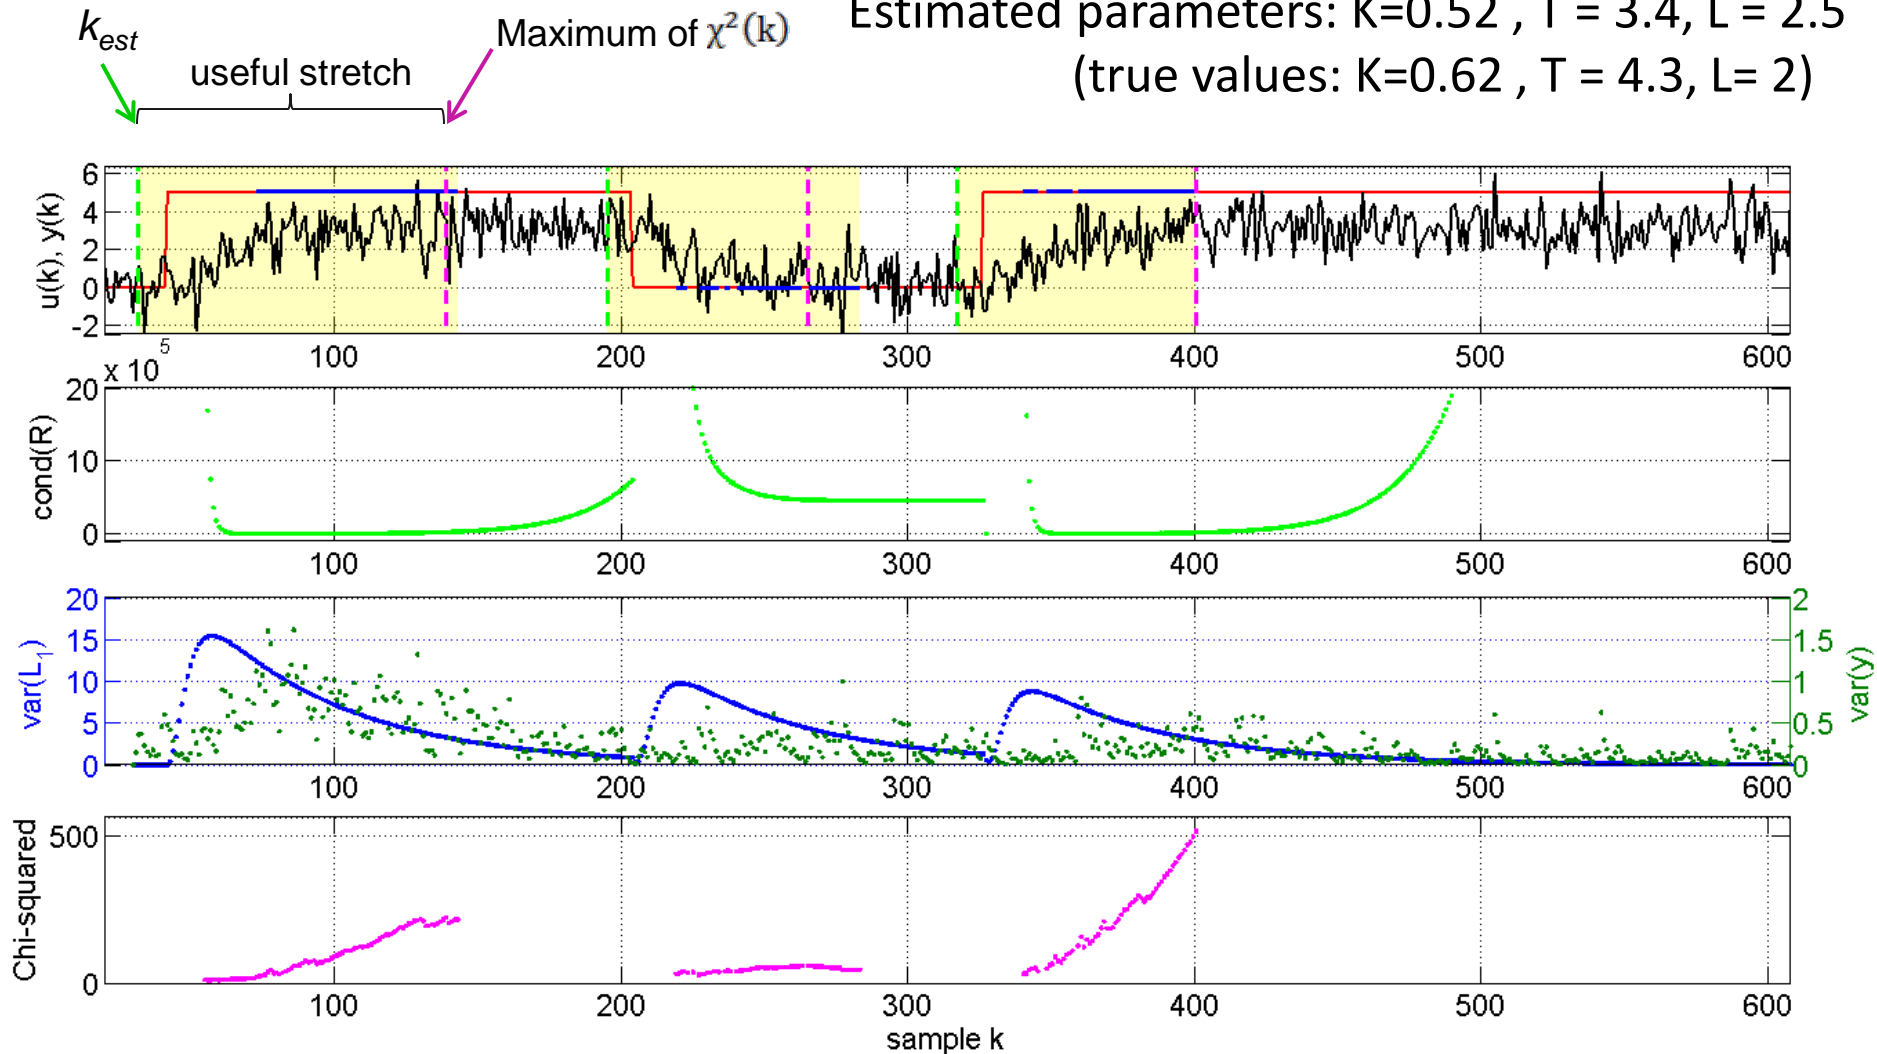 Estimated parameters: K=0.52 , T = 3.4, L = 2.5
(true values: K=0.62 , T = 4.3, L= 2)
k_est
useful stretch
Maximum of χ²(k)
u(k), y(k)
6
4
2
0
-2
100 200 300 400 500 600
x 10^5
cond(R)
20
10
0
100 200 300 400 500 600
var(L_1)
20
15
10
5
0
var(y)
2
1.5
1
0.5
0
100 200 300 400 500 600
Chi-squared
500
0
100 200 300 400 500 600
sample k